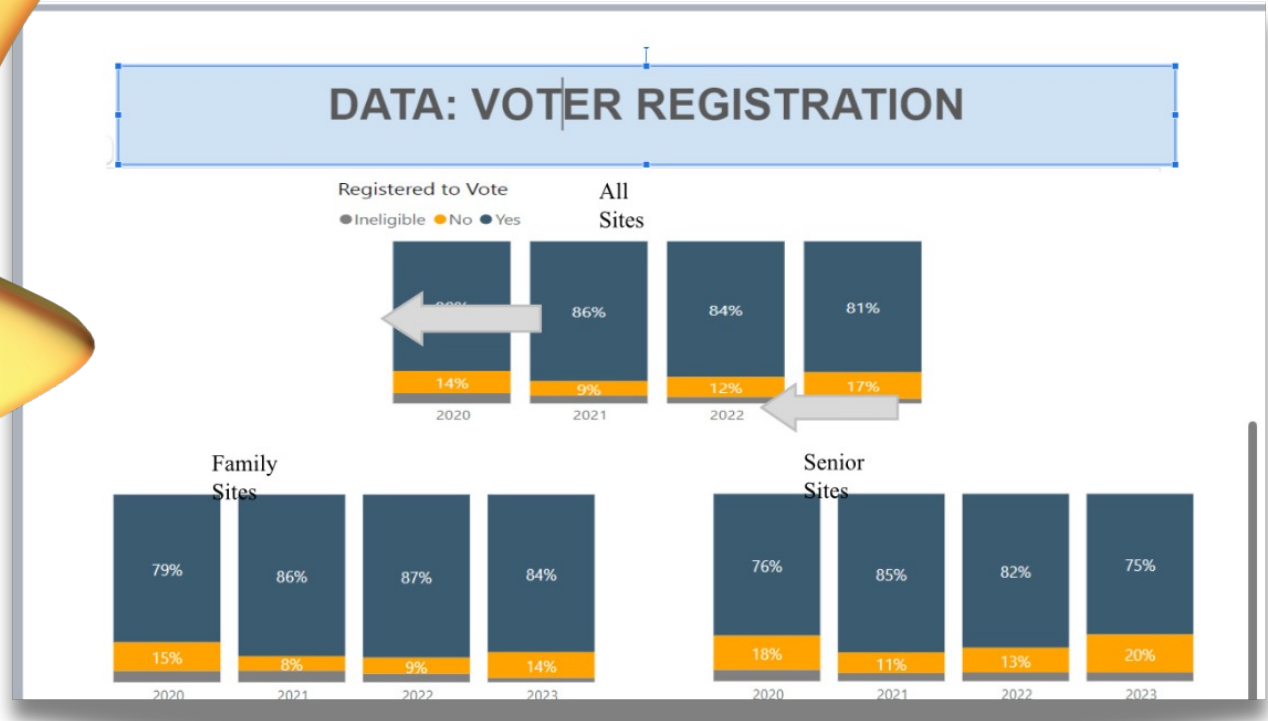 DATA: VOTER REGISTRATION
Registered to Vote
All
Sites
Ineligible No Yes
86% 84% 81%
14% 9% 12% 17%
2020 2021 2022
Family
Sites
Senior
Sites
79% 86% 87% 84%
76% 85% 82% 75%
15% 8% 9% 14%
18% 11% 13% 20%
2020 2021 2022 2023
2020 2021 2022 2023